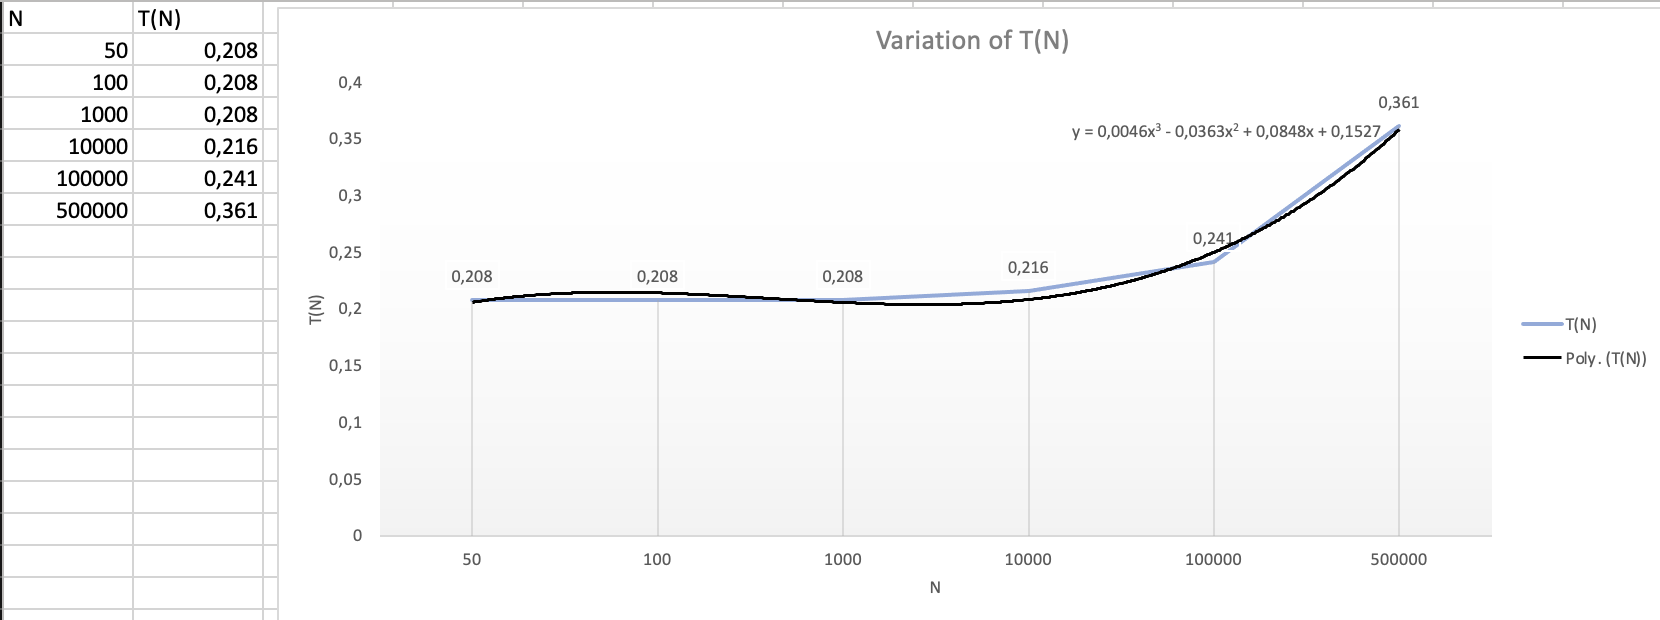 N T(N)
50 0,208
100 0,208
1000 0,208
10000 0,216
100000 0,241
500000 0,361
Variation of T(N)
0,4
0,35
0,3
0,25
0,2
0,15
0,1
0,05
0
T(N)
0,208 0,208 0,208 0,216 0,241 0,361
y = 0,0046x³ - 0,0363x² + 0,0848x + 0,1527
50 100 1000 10000 100000 500000
N
T(N)
Poly. (T(N))